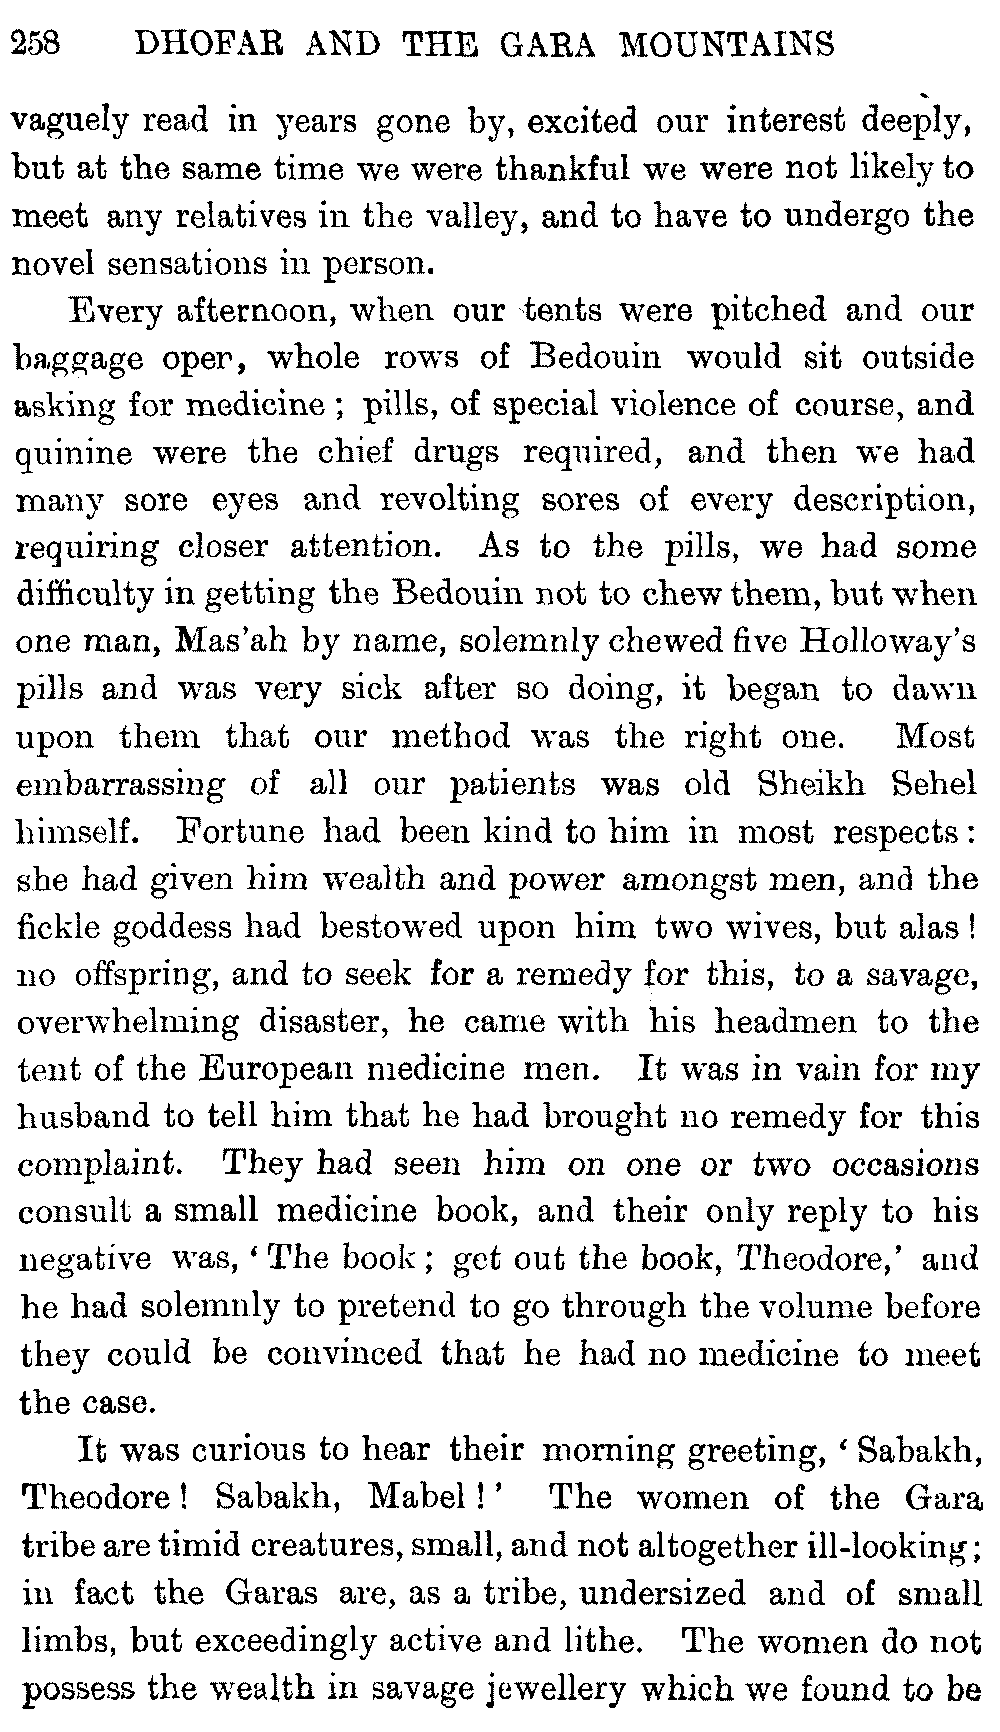 258 DHOFAR AND THE GARA MOUNTAINS
vaguely read in years gone by, excited our interest deeply,
but at the same time we were thankful we were not likely to
meet any relatives in the valley, and to have to undergo the
novel sensations in person.
Every afternoon, when our tents were pitched and our
baggage open, whole rows of Bedouin would sit outside
asking for medicine ; pills, of special violence of course, and
quinine were the chief drugs required, and then we had
many sore eyes and revolting sores of every description,
requiring closer attention. As to the pills, we had some
difficulty in getting the Bedouin not to chew them, but when
one man, Mas'ah by name, solemnly chewed five Holloway's
pills and was very sick after so doing, it began to dawn
upon them that our method was the right one. Most
embarrassing of all our patients was old Sheikh Sehel
himself. Fortune had been kind to him in most respects :
she had given him wealth and power amongst men, and the
fickle goddess had bestowed upon him two wives, but alas !
no offspring, and to seek for a remedy for this, to a savage,
overwhelming disaster, he came with his headmen to the
tent of the European medicine men. It was in vain for my
husband to tell him that he had brought no remedy for this
complaint. They had seen him on one or two occasions
consult a small medicine book, and their only reply to his
negative was, ‘ The book ; get out the book, Theodore,’ and
he had solemnly to pretend to go through the volume before
they could be convinced that he had no medicine to meet
the case.
It was curious to hear their morning greeting, ‘ Sabakh,
Theodore ! Sabakh, Mabel ! ’ The women of the Gara
tribe are timid creatures, small, and not altogether ill-looking ;
in fact the Garas are, as a tribe, undersized and of small
limbs, but exceedingly active and lithe. The women do not
possess the wealth in savage jewellery which we found to be